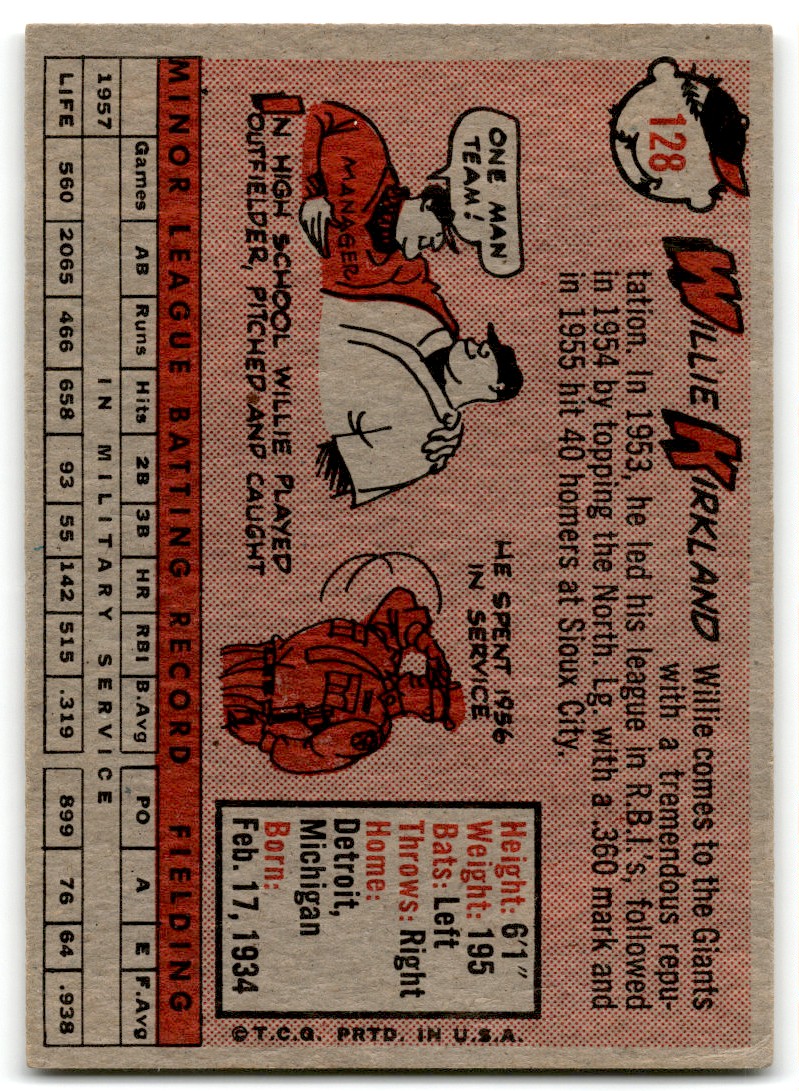 128
WILLIE KIRKLAND
Willie comes to the Giants
with a tremendous repu-
tation. In 1953, he led his league in R.B.I.'s, followed
in 1954 by topping the North. Lg. with a .360 mark and
in 1955 hit 40 homers at Sioux City.
ONE MAN
TEAM!
MANAGER
IN HIGH SCHOOL WILLIE PLAYED
OUTFIELDER, PITCHED AND CAUGHT
HE SPENT 1956
IN SERVICE
Height: 6'1"
Weight: 195
Bats: Left
Throws: Right
Home:
Detroit,
Michigan
Born:
Feb. 17, 1934
©T.C.G. PRTD. IN U.S.A.
MINOR LEAGUE BATTING RECORD FIELDING
Games AB Runs Hits 2B 3B HR RBI B.Avg PO A E F.Avg
1957 IN MILITARY SERVICE
LIFE 560 2065 466 658 93 55 142 515 .319 899 76 64 .938